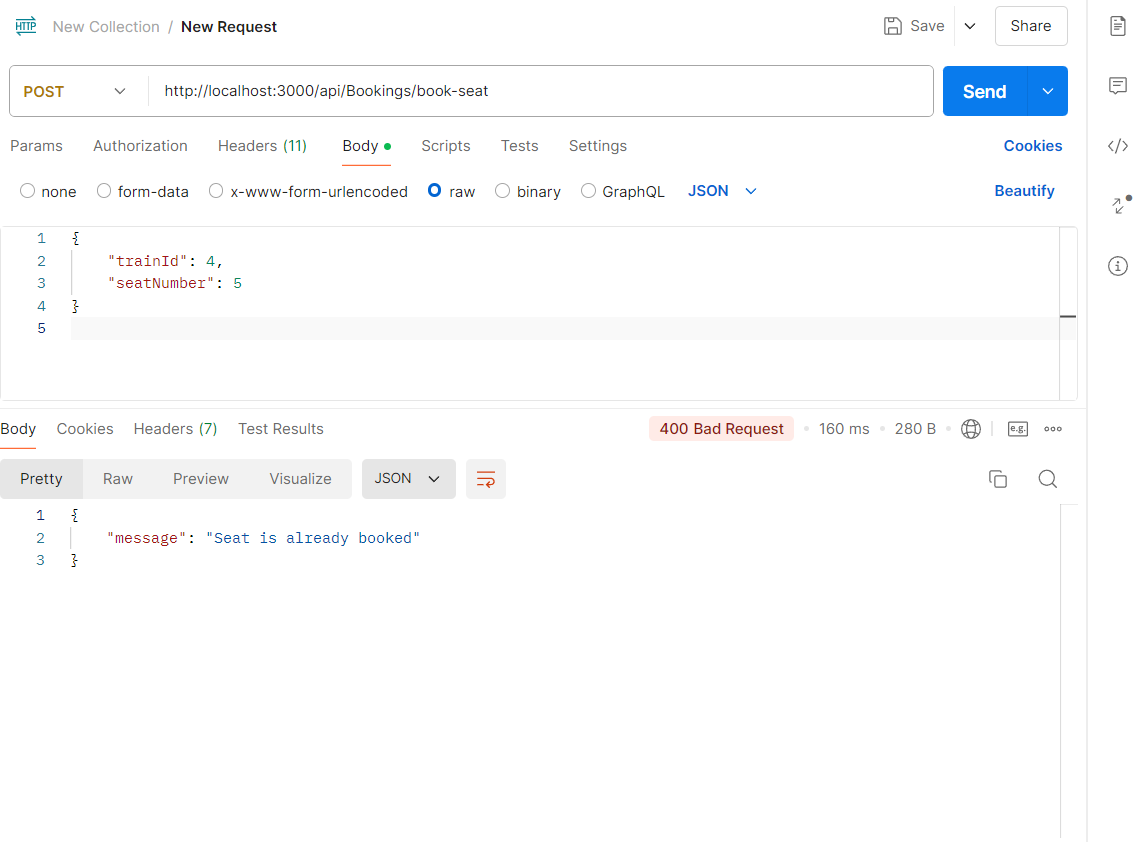 HTTP New Collection / New Request Save Share
POST http://localhost:3000/api/Bookings/book-seat Send
Params Authorization Headers (11) Body Scripts Tests Settings Cookies
none form-data x-www-form-urlencoded raw binary GraphQL JSON Beautify
1 {
2 "trainId": 4,
3 "seatNumber": 5
4 }
5
Body Cookies Headers (7) Test Results 400 Bad Request 160 ms 280 B e.g.
Pretty Raw Preview Visualize JSON
1 {
2 "message": "Seat is already booked"
3 }